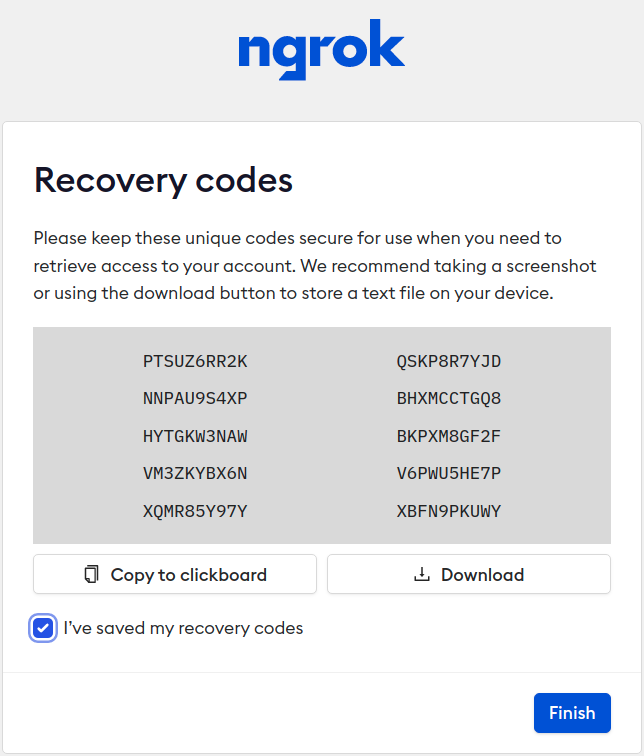 ngrok
Recovery codes
Please keep these unique codes secure for use when you need to
retrieve access to your account. We recommend taking a screenshot
or using the download button to store a text file on your device.
PTSUZ6RR2K QSKP8R7YJD
NNPAU9S4XP BHXMCCTGQ8
HYTGKW3NAW BKPXM8GF2F
VM3ZKYBX6N V6PWU5HE7P
XQMR85Y97Y XBFN9PKUWY
Copy to clickboard Download
I've saved my recovery codes
Finish